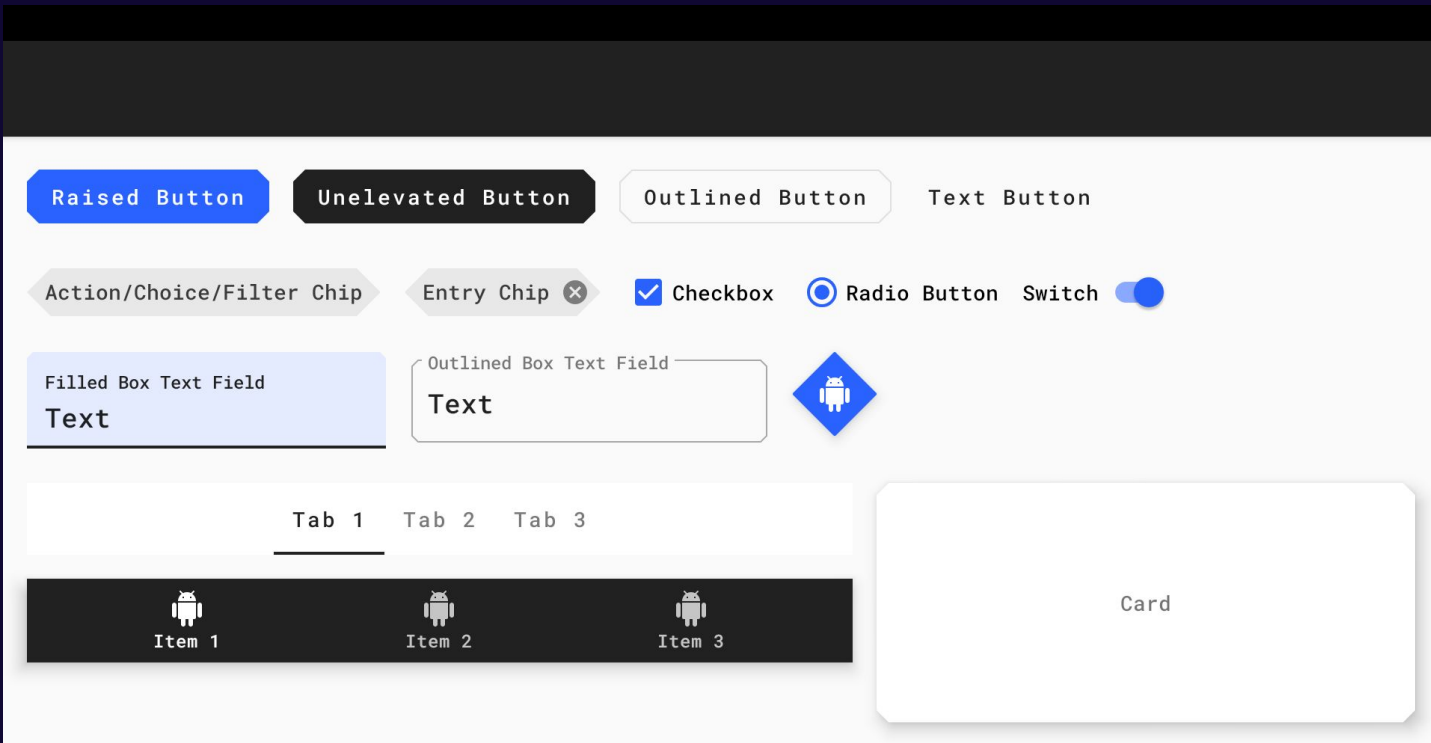 Raised Button
Unelevated Button
Outlined Button
Text Button
Action/Choice/Filter Chip
Entry Chip
Checkbox
Radio Button
Switch
Filled Box Text Field
Text
Outlined Box Text Field
Text
Tab 1
Tab 2
Tab 3
Item 1
Item 2
Item 3
Card